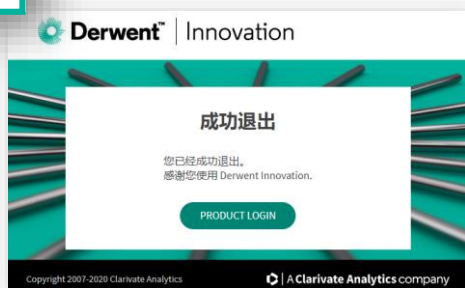 Derwent™ | Innovation
成功退出
您已经成功退出。
感谢您使用 Derwent Innovation.
PRODUCT LOGIN
Copyright 2007-2020 Clarivate Analytics
A Clarivate Analytics company